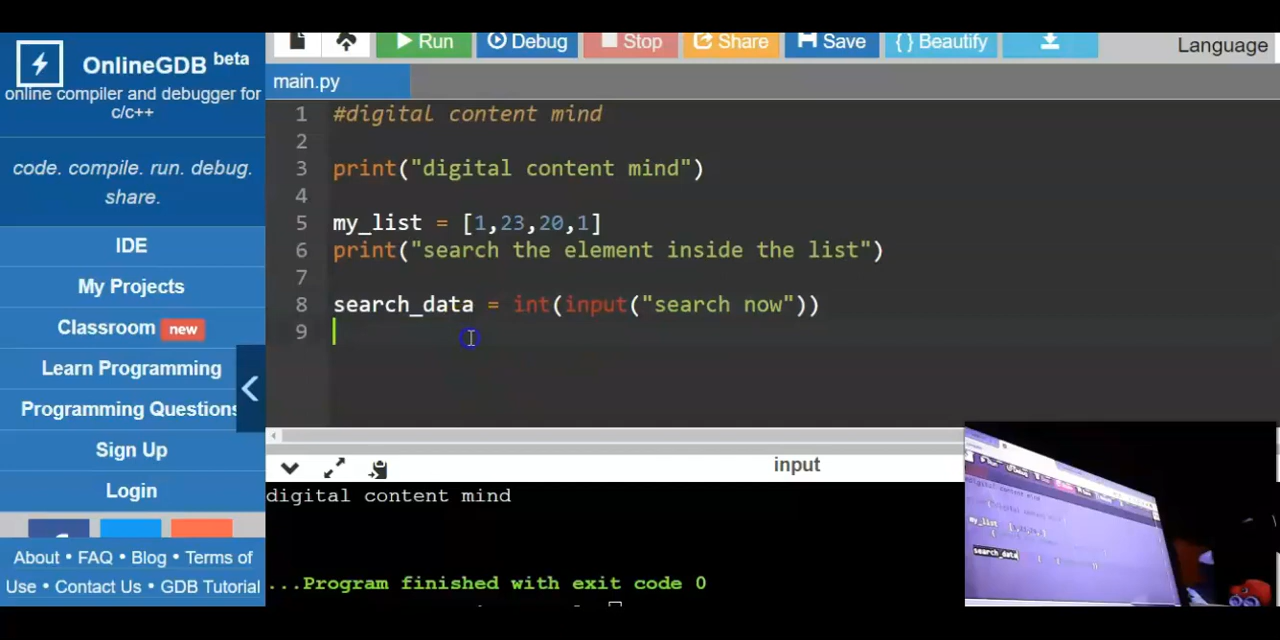 OnlineGDB beta
online compiler and debugger for
c/c++
code. compile. run. debug.
share.
IDE
My Projects
Classroom new
Learn Programming
Programming Questions
Sign Up
Login
About • FAQ • Blog • Terms of
Use • Contact Us • GDB Tutorial
Run Debug Stop Share Save {} Beautify Language
main.py
1 #digital content mind
2
3 print("digital content mind")
4
5 my_list = [1,23,20,1]
6 print("search the element inside the list")
7
8 search_data = int(input("search now"))
9
input
digital content mind
...Program finished with exit code 0
my_list
search_data